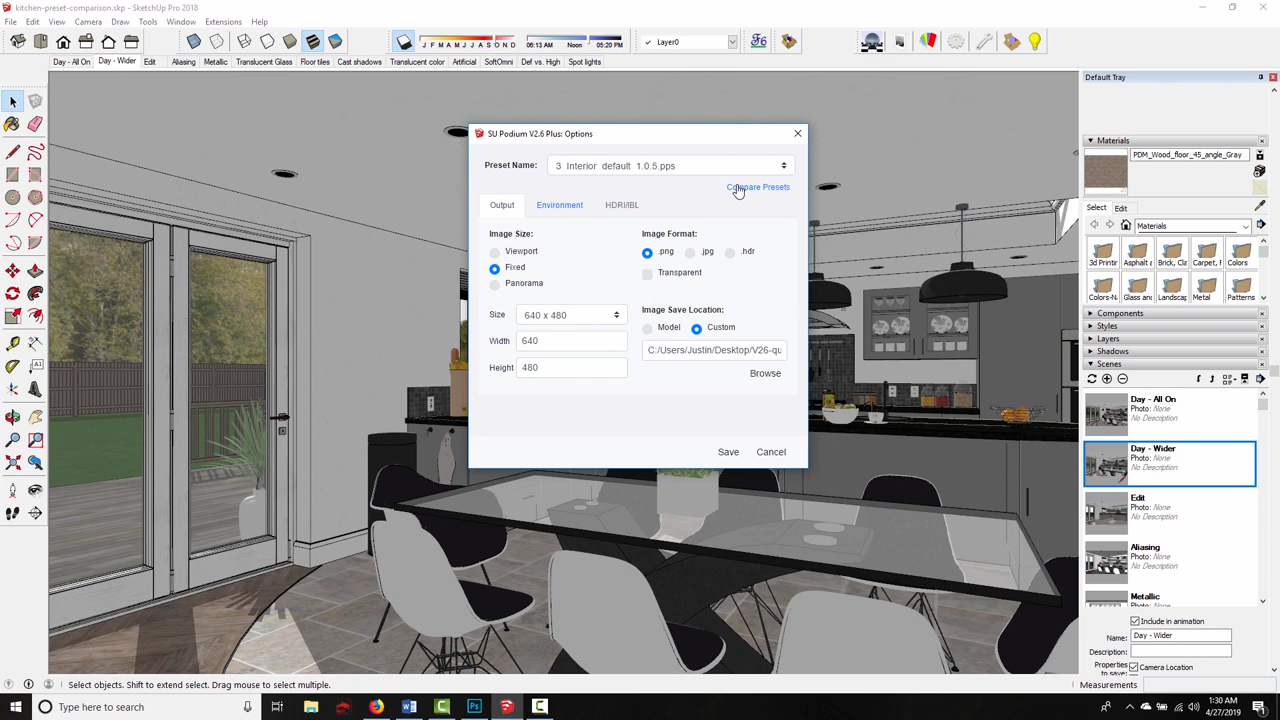 kitchen-preset-comparison.skp - SketchUp Pro 2018
File Edit View Camera Draw Tools Window Extensions Help
J F M A M J J A S O N D 06:13 AM Noon 05:20 PM Layer0
Day - All On Day - Wider Edit Aliasing Metallic Translucent Glass Floor tiles Cast shadows Translucent color Artificial SoftOmni Def vs. High Spot lights
Default Tray
SU Podium V2.6 Plus: Options
Preset Name: 3 Interior default 1.0.5.pps
Compare Presets
Output Environment HDRI/IBL
Image Size:
Viewport
Fixed
Panorama
Size 640 x 480
Width 640
Height 480
Image Format:
.png .jpg .hdr
Transparent
Image Save Location:
Model Custom
C:/Users/Justin/Desktop/V26-qu
Browse
Save Cancel
Materials
PDM_Wood_floor_45_angle_Gray
Select Edit
Materials
3d Printir Asphalt a Brick, Cla Carpet, F Colors
Colors-N Glass and Landscap Metal Patterns
Components
Styles
Layers
Shadows
Scenes
Day - All On
Photo: None
No Description
Day - Wider
Photo: None
No Description
Edit
Photo: None
No Description
Aliasing
Photo: None
No Description
Metallic
Photo: None
Include in animation
Name: Day - Wider
Description:
Properties
to save:
Camera Location
Select objects. Shift to extend select. Drag mouse to select multiple.
Measurements
Type here to search
1:30 AM
4/27/2019